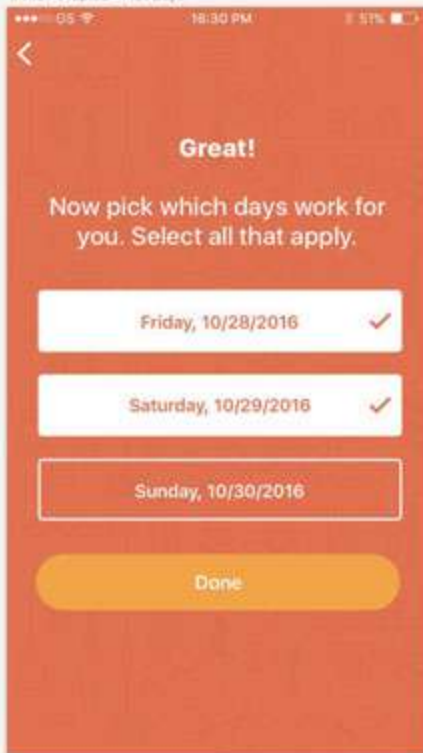 GS 16:30 PM 51%
Great!
Now pick which days work for
you. Select all that apply.
Friday, 10/28/2016
Saturday, 10/29/2016
Sunday, 10/30/2016
Done